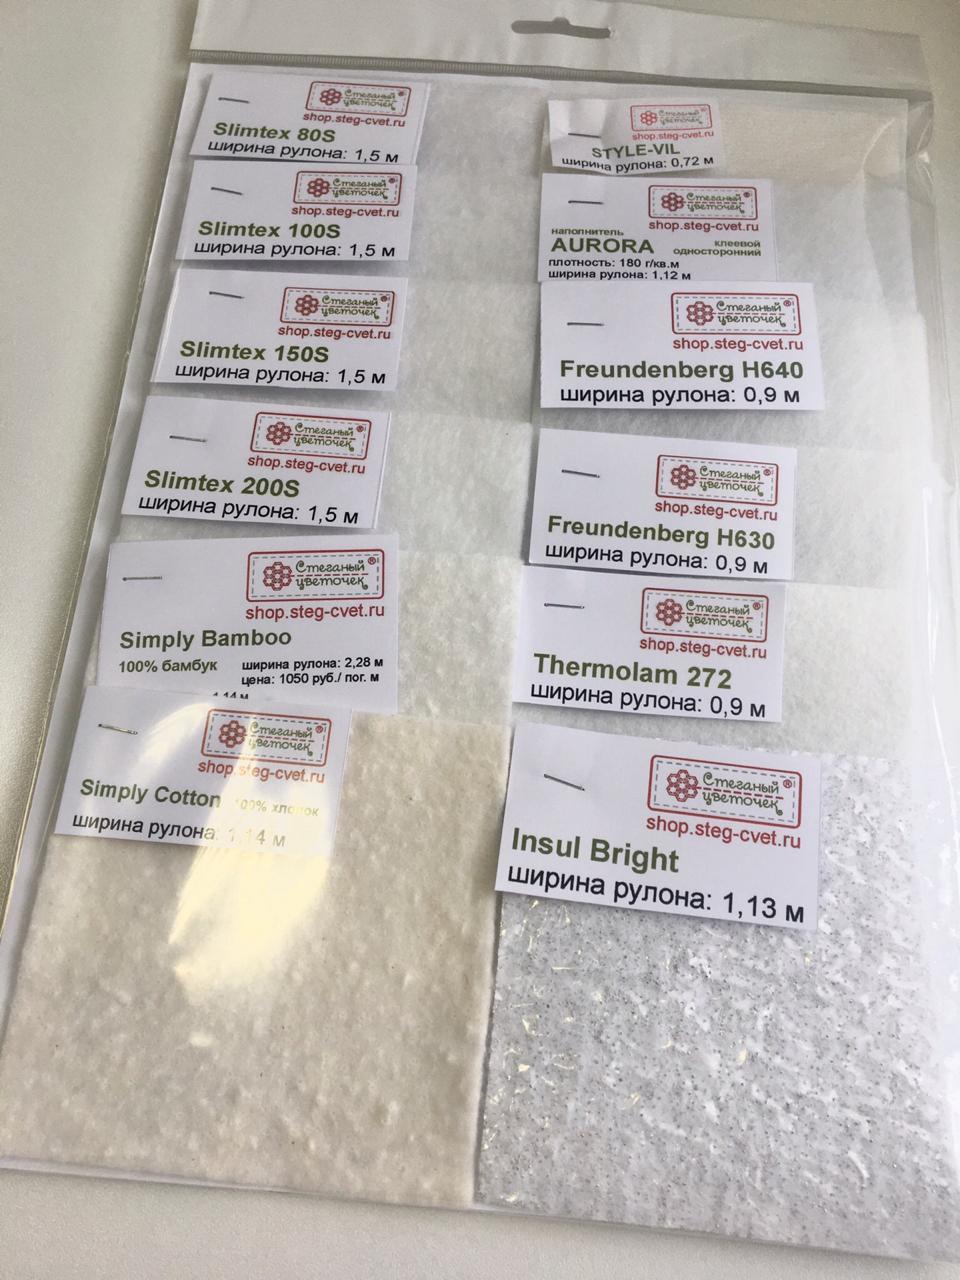 Стеганый
цветочек®
shop.steg-cvet.ru
Slimtex 80S
ширина рулона: 1,5 м
Стеганый
цветочек®
shop.steg-cvet.ru
Slimtex 100S
ширина рулона: 1,5 м
Стеганый
цветочек®
shop.steg-cvet.ru
Slimtex 150S
ширина рулона: 1,5 м
Стеганый
цветочек®
shop.steg-cvet.ru
Slimtex 200S
ширина рулона: 1,5 м
Стеганый
цветочек®
shop.steg-cvet.ru
Simply Bamboo
100% бамбук
ширина рулона: 2,28 м
цена: 1050 руб./ пог. м
1,14 м
Стеганый
цветочек®
shop.steg-cvet.ru
Simply Cotton 100% хлопок
ширина рулона: 1,14 м
Стеганый
цветочек®
shop.steg-cvet.ru
STYLE-VIL
ширина рулона: 0,72 м
Стеганый
цветочек®
shop.steg-cvet.ru
наполнитель
AURORA
клеевой
односторонний
плотность: 180 г/кв.м
ширина рулона: 1,12 м
Стеганый
цветочек®
shop.steg-cvet.ru
Freundenberg H640
ширина рулона: 0,9 м
Стеганый
цветочек®
shop.steg-cvet.ru
Freundenberg H630
ширина рулона: 0,9 м
Стеганый
цветочек®
shop.steg-cvet.ru
Thermolam 272
ширина рулона: 0,9 м
Стеганый
цветочек®
shop.steg-cvet.ru
Insul Bright
ширина рулона: 1,13 м